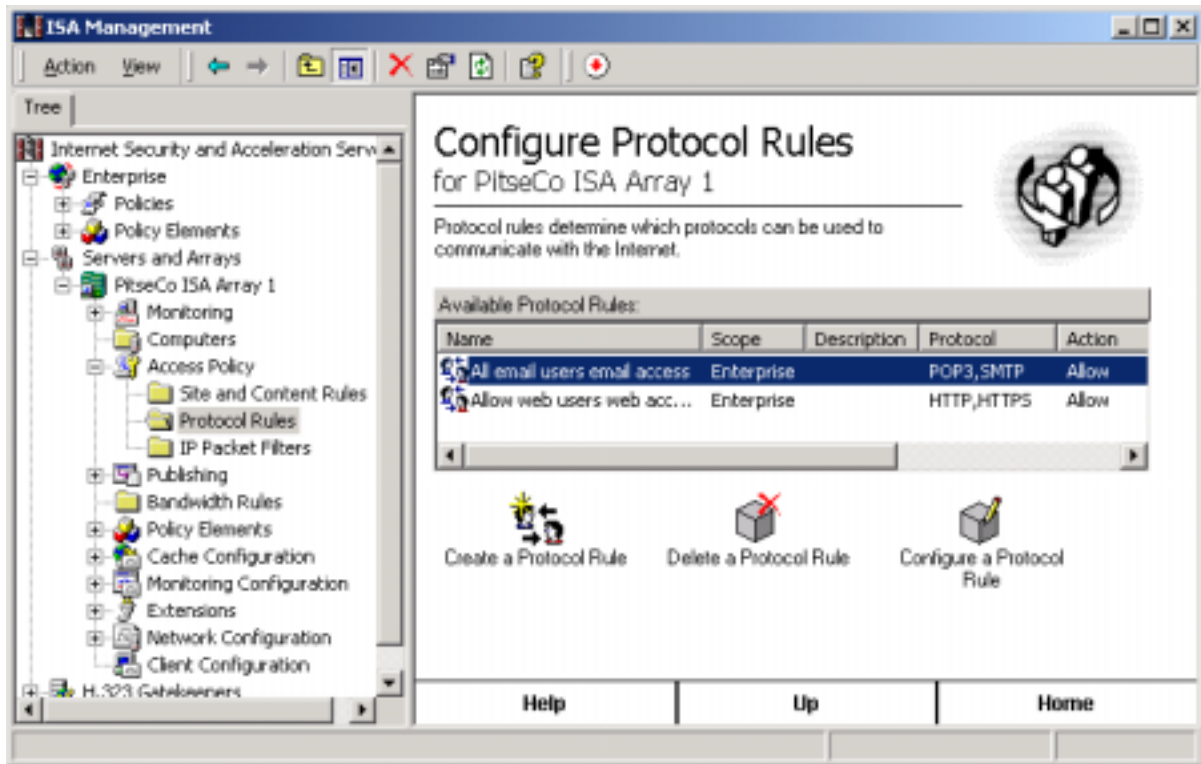 ISA Management
Action View
Tree
Internet Security and Acceleration Serv
Enterprise
Policies
Policy Elements
Servers and Arrays
PitseCo ISA Array 1
Monitoring
Computers
Access Policy
Site and Content Rules
Protocol Rules
IP Packet Filters
Publishing
Bandwidth Rules
Policy Elements
Cache Configuration
Monitoring Configuration
Extensions
Network Configuration
Client Configuration
H.323 Gatekeepers
Configure Protocol Rules
for PitseCo ISA Array 1
Protocol rules determine which protocols can be used to
communicate with the Internet.
Available Protocol Rules:
Name Scope Description Protocol Action
All email users email access Enterprise POP3,SMTP Allow
Allow web users web acc... Enterprise HTTP,HTTPS Allow
Create a Protocol Rule
Delete a Protocol Rule
Configure a Protocol
Rule
Help Up Home